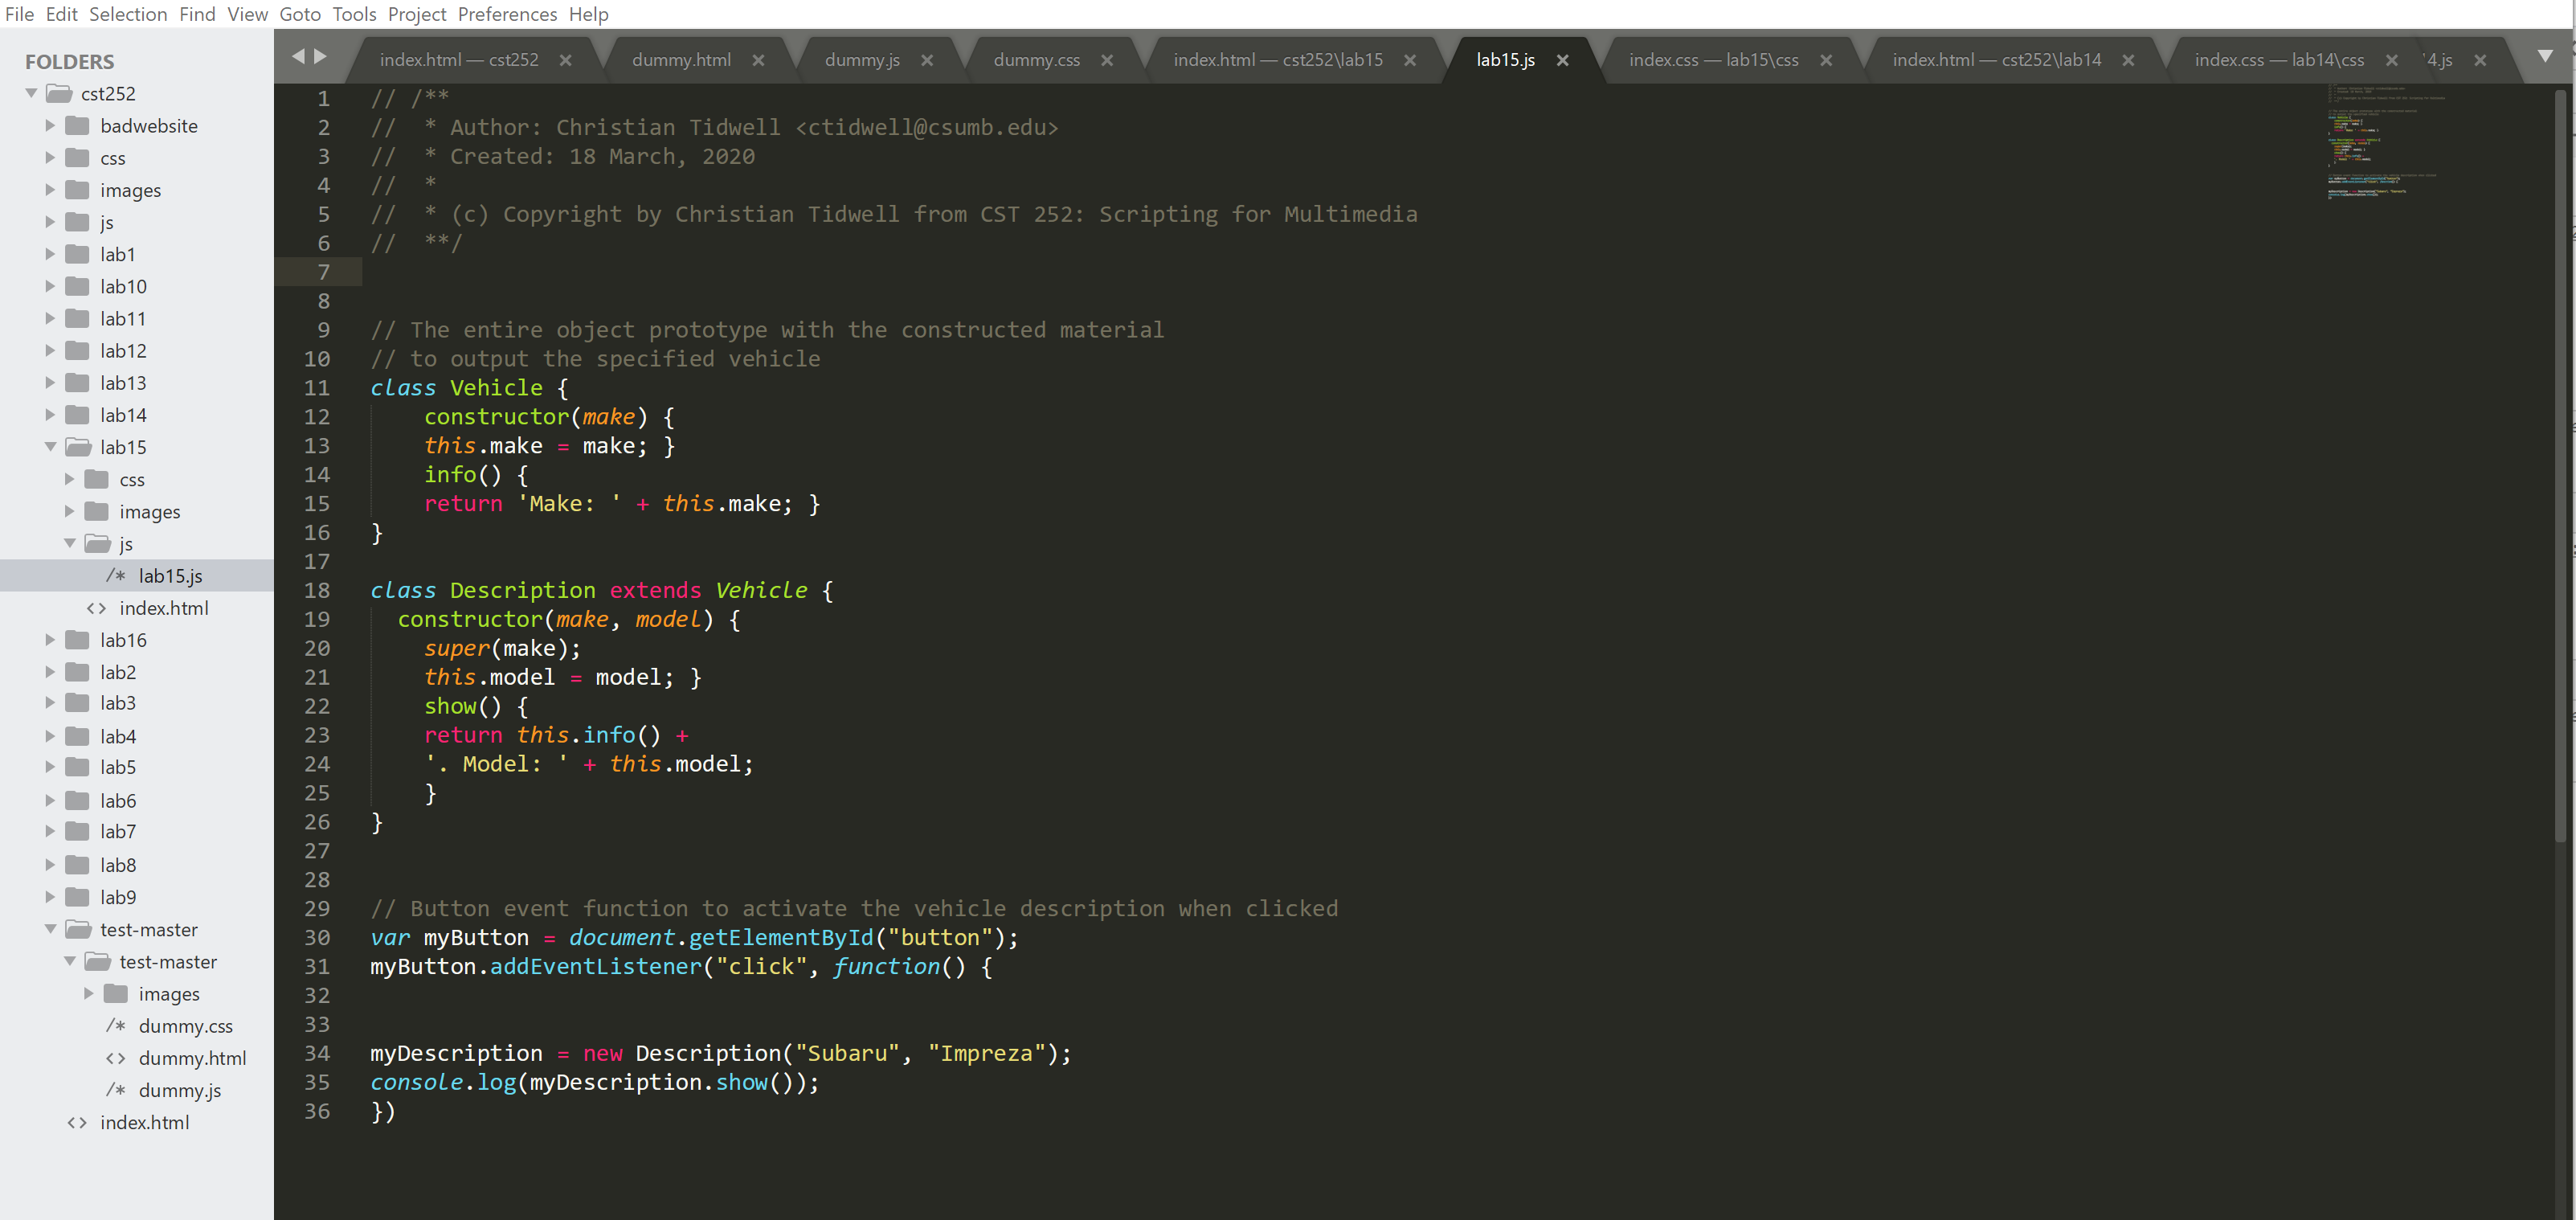 File Edit Selection Find View Goto Tools Project Preferences Help
FOLDERS
cst252
badwebsite
css
images
js
lab1
lab10
lab11
lab12
lab13
lab14
lab15
css
images
js
/* lab15.js
<> index.html
lab16
lab2
lab3
lab4
lab5
lab6
lab7
lab8
lab9
test-master
test-master
images
/* dummy.css
<> dummy.html
/* dummy.js
<> index.html
index.html — cst252 × dummy.html × dummy.js × dummy.css × index.html — cst252\lab15 × lab15.js × index.css — lab15\css × index.html — cst252\lab14 × index.css — lab14\css × 4.js ×
1 // /**
2 //  * Author: Christian Tidwell <ctidwell@csumb.edu>
3 //  * Created: 18 March, 2020
4 //  *
5 //  * (c) Copyright by Christian Tidwell from CST 252: Scripting for Multimedia
6 //  **/
7
8
9 // The entire object prototype with the constructed material
10 // to output the specified vehicle
11 class Vehicle {
12     constructor(make) {
13     this.make = make; }
14     info() {
15     return 'Make: ' + this.make; }
16 }
17
18 class Description extends Vehicle {
19   constructor(make, model) {
20     super(make);
21     this.model = model; }
22     show() {
23     return this.info() +
24     '. Model: ' + this.model;
25     }
26 }
27
28
29 // Button event function to activate the vehicle description when clicked
30 var myButton = document.getElementById("button");
31 myButton.addEventListener("click", function() {
32
33
34 myDescription = new Description("Subaru", "Impreza");
35 console.log(myDescription.show());
36 })